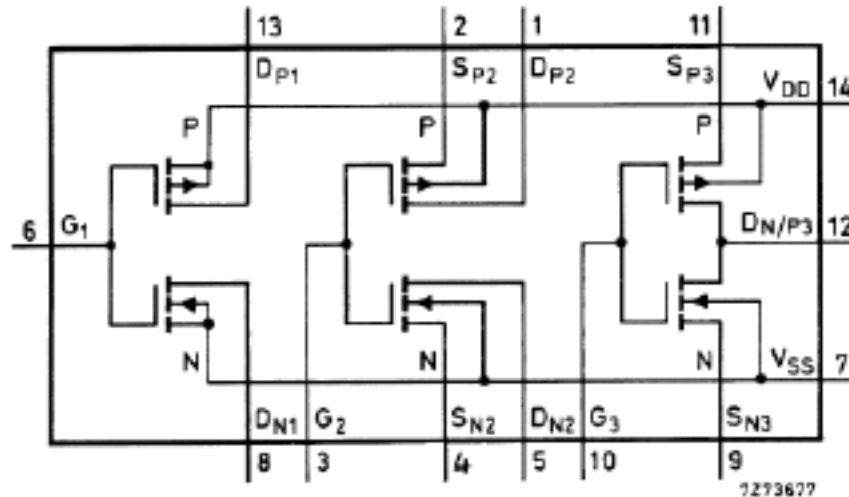 13 2 1 11
DP1 SP2 DP2 SP3 VDD 14
P P P
6 G1 DN/P3 12
N N N VSS 7
DN1 G2 SN2 DN2 G3 SN3
8 3 4 5 10 9
7Z73677